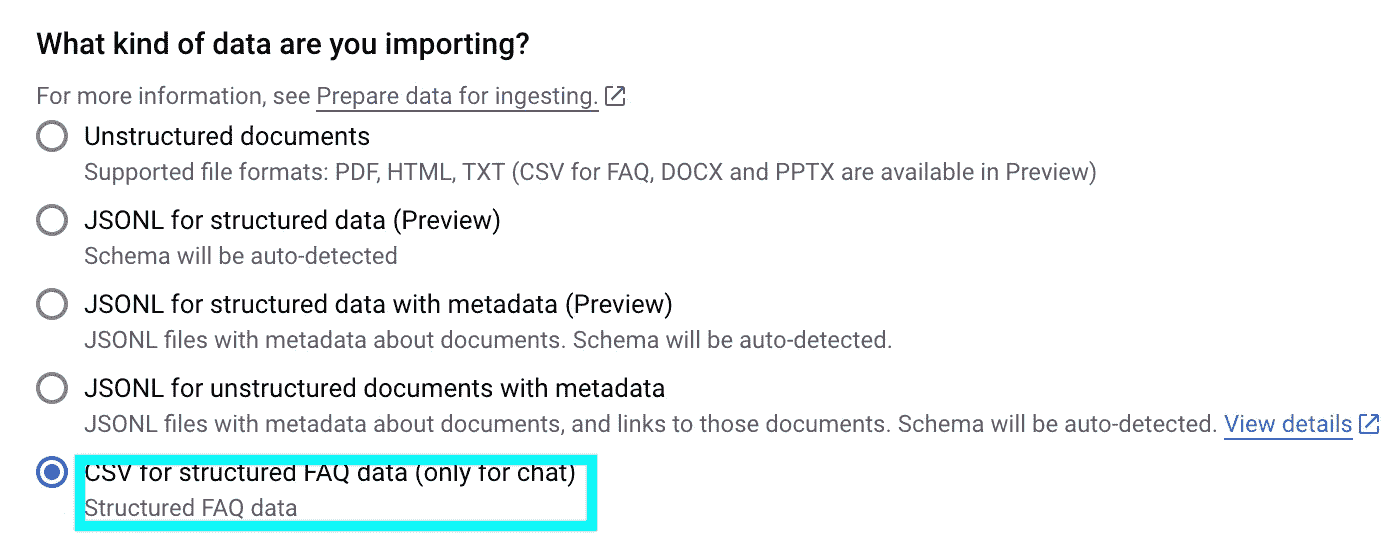 What kind of data are you importing?
For more information, see Prepare data for ingesting.
Unstructured documents
Supported file formats: PDF, HTML, TXT (CSV for FAQ, DOCX and PPTX are available in Preview)
JSONL for structured data (Preview)
Schema will be auto-detected
JSONL for structured data with metadata (Preview)
JSONL files with metadata about documents. Schema will be auto-detected.
JSONL for unstructured documents with metadata
JSONL files with metadata about documents, and links to those documents. Schema will be auto-detected. View details
CSV for structured FAQ data (only for chat)
Structured FAQ data